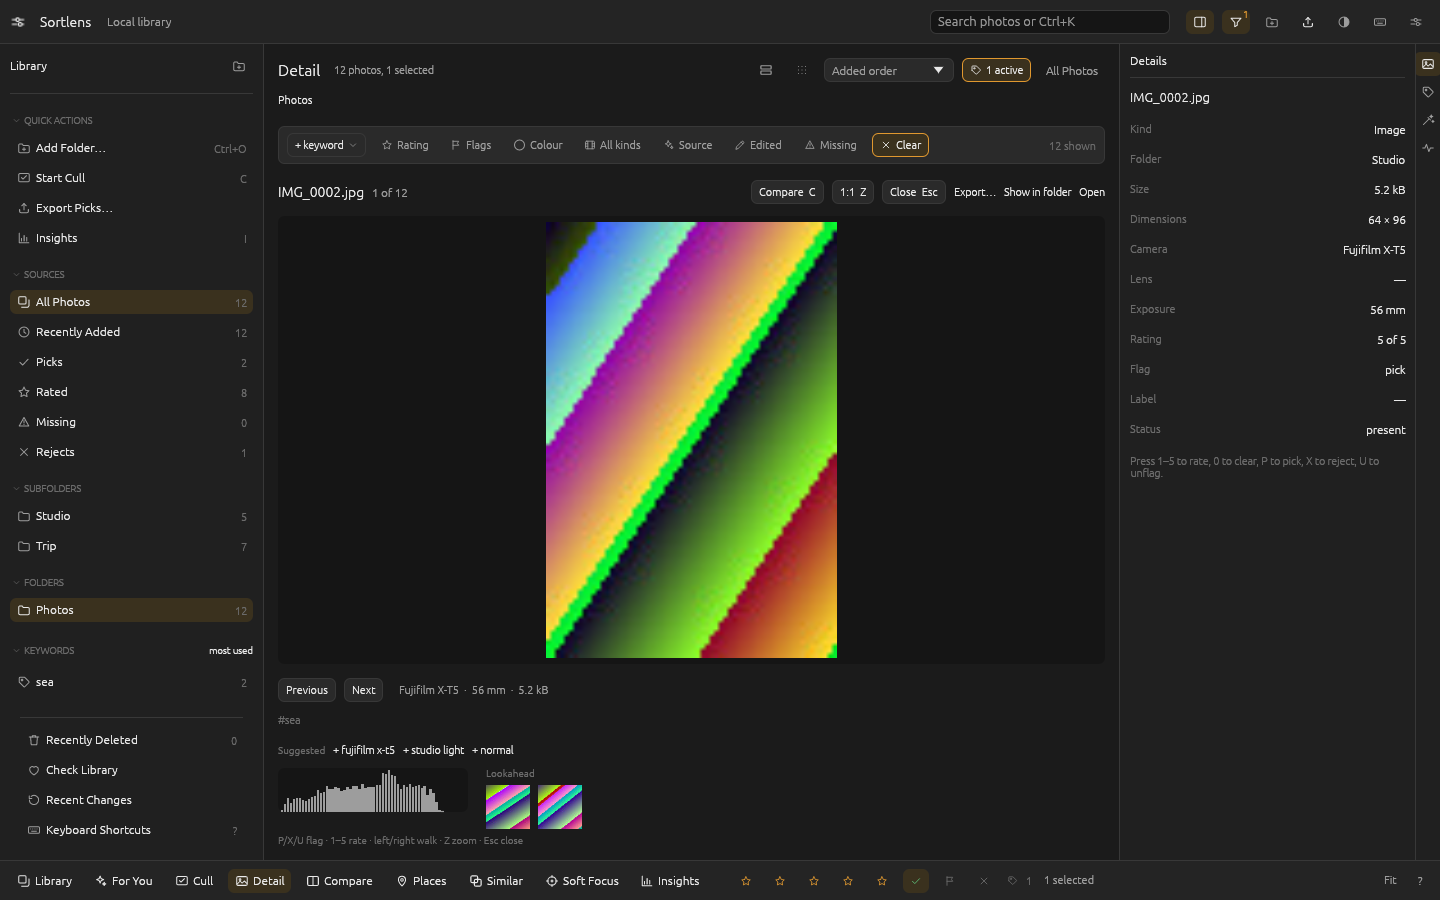 Sortlens Local library
Search photos or Ctrl+K
1
Library
QUICK ACTIONS
Add Folder... Ctrl+O
Start Cull C
Export Picks...
Insights I
SOURCES
All Photos 12
Recently Added 12
Picks 2
Rated 8
Missing 0
Rejects 1
SUBFOLDERS
Studio 5
Trip 7
FOLDERS
Photos 12
KEYWORDS most used
sea 2
Recently Deleted 0
Check Library
Recent Changes
Keyboard Shortcuts ?
Detail 12 photos, 1 selected
Added order
1 active
All Photos
Photos
+ keyword Rating Flags Colour All kinds Source Edited Missing Clear 12 shown
IMG_0002.jpg 1 of 12
Compare C 1:1 Z Close Esc Export... Show in folder Open
Previous Next Fujifilm X-T5 · 56 mm · 5.2 kB
#sea
Suggested + fujifilm x-t5 + studio light + normal
Lookahead
P/X/U flag · 1–5 rate · left/right walk · Z zoom · Esc close
Details
IMG_0002.jpg
Kind Image
Folder Studio
Size 5.2 kB
Dimensions 64 × 96
Camera Fujifilm X-T5
Lens —
Exposure 56 mm
Rating 5 of 5
Flag pick
Label —
Status present
Press 1–5 to rate, 0 to clear, P to pick, X to reject, U to
unflag.
Library For You Cull Detail Compare Places Similar Soft Focus Insights 1 1 selected Fit ?